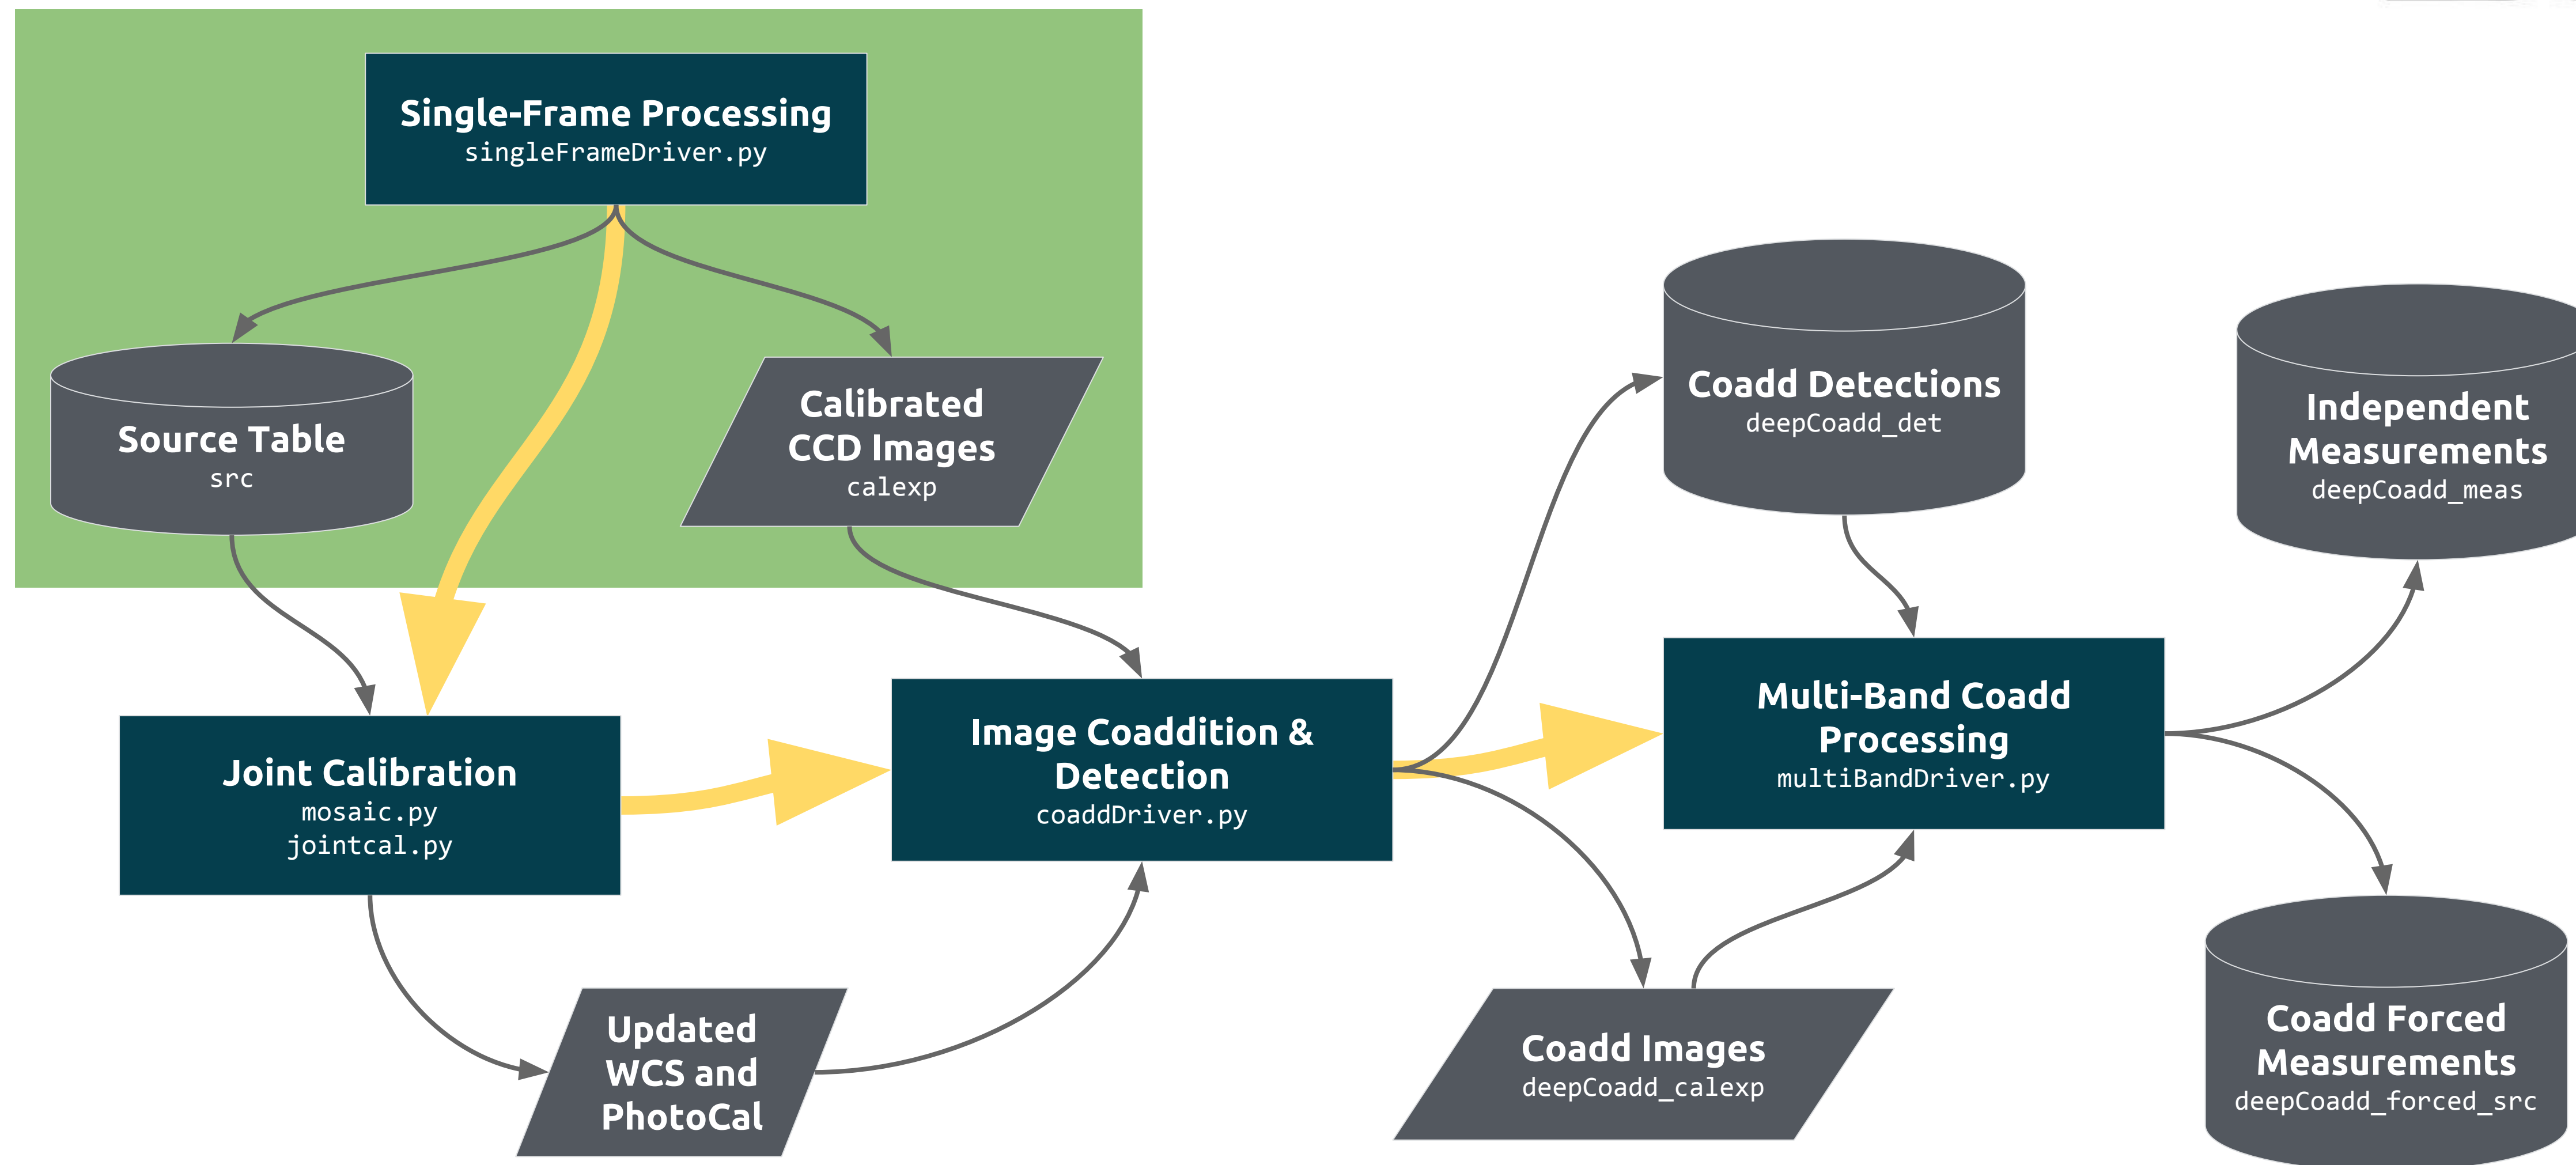 Single-Frame Processing
singleFrameDriver.py
Source Table
src
Calibrated
CCD Images
calexp
Joint Calibration
mosaic.py
jointcal.py
Updated
WCS and
PhotoCal
Image Coaddition &
Detection
coaddDriver.py
Coadd Detections
deepCoadd_det
Multi-Band Coadd
Processing
multiBandDriver.py
Coadd Images
deepCoadd_calexp
Independent
Measurements
deepCoadd_meas
Coadd Forced
Measurements
deepCoadd_forced_src